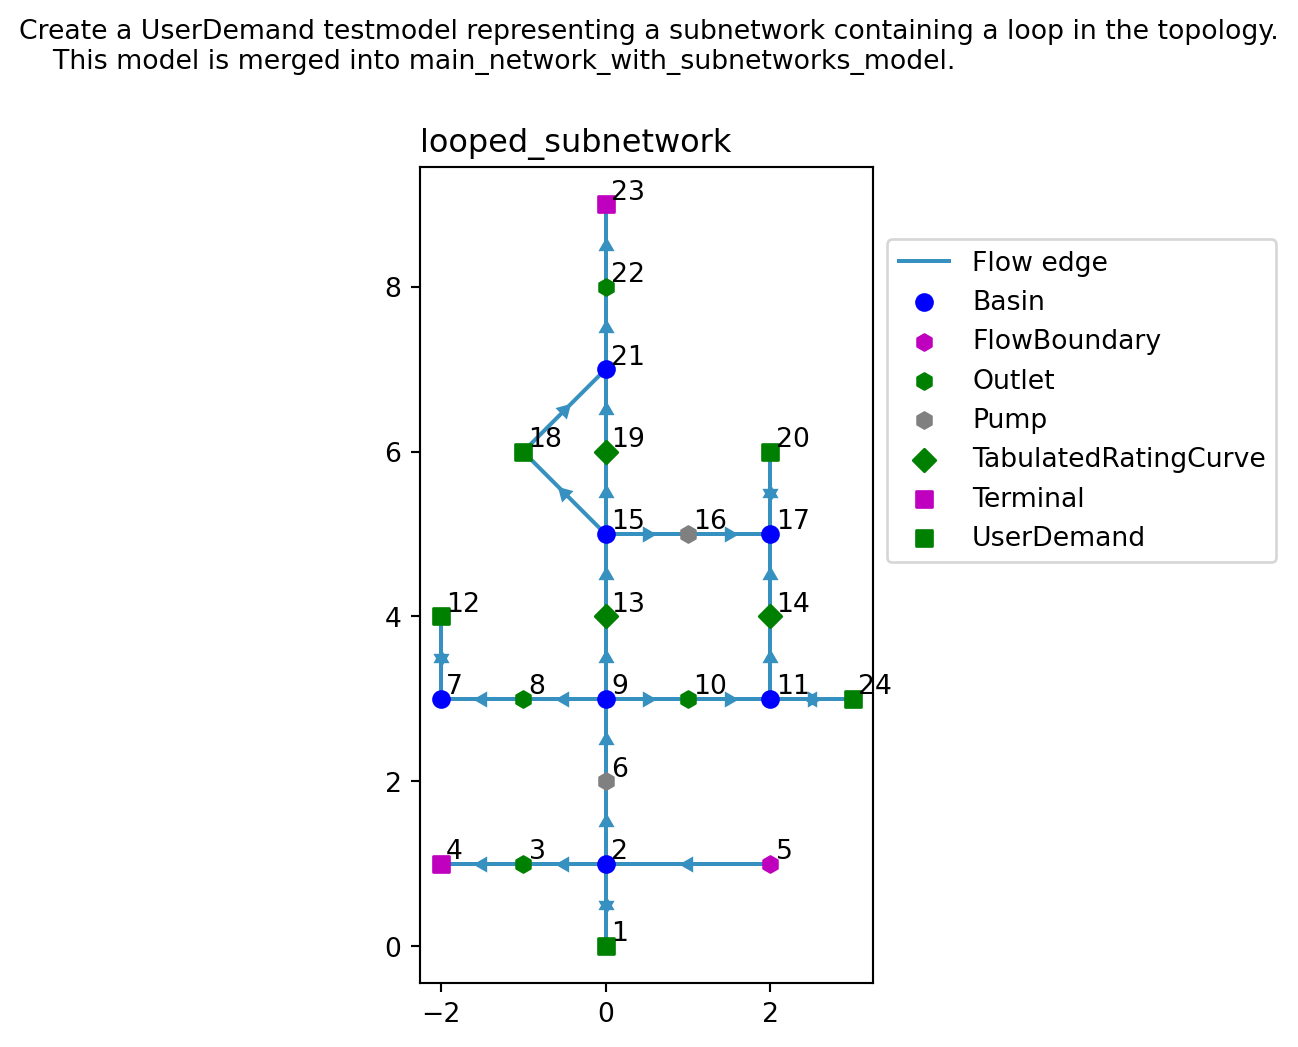 Create a UserDemand testmodel representing a subnetwork containing a loop in the topology.
This model is merged into main_network_with_subnetworks_model.
looped_subnetwork
23
22
8
21
18
19
20
6
15
16
17
12
13
14
4
7
8
9
10
11
24
6
2
4
3
2
5
1
0
−2
0
2
Flow edge
Basin
FlowBoundary
Outlet
Pump
TabulatedRatingCurve
Terminal
UserDemand